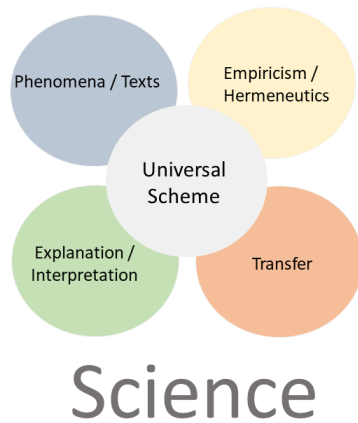 Phenomena / Texts
Empiricism /
Hermeneutics
Universal
Scheme
Explanation /
Interpretation
Transfer
Science